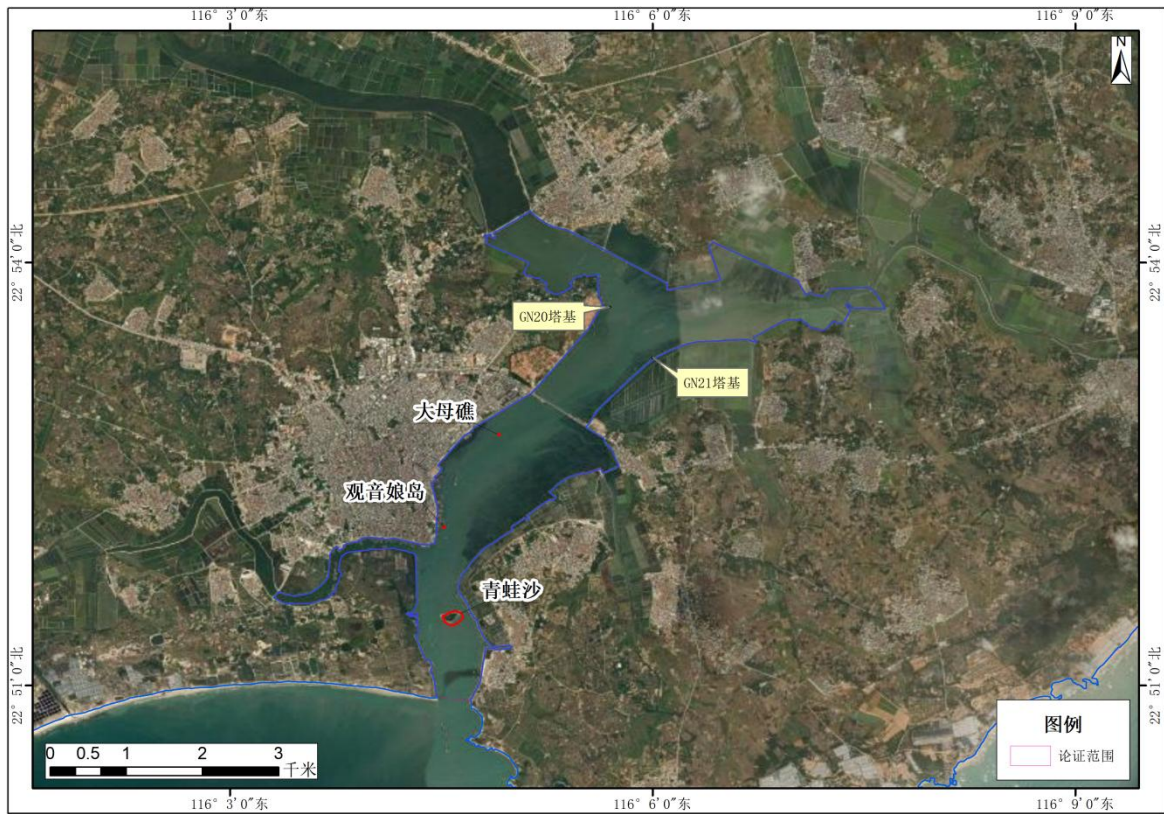 116° 3′0″东
116° 6′0″东
116° 9′0″东
N
22° 54′0″北
22° 54′0″北
GN20塔基
GN21塔基
大母礁
观音娘岛
青蛙沙
22° 51′0″北
22° 51′0″北
图例
论证范围
0 0.5 1 2 3
千米
116° 3′0″东
116° 6′0″东
116° 9′0″东